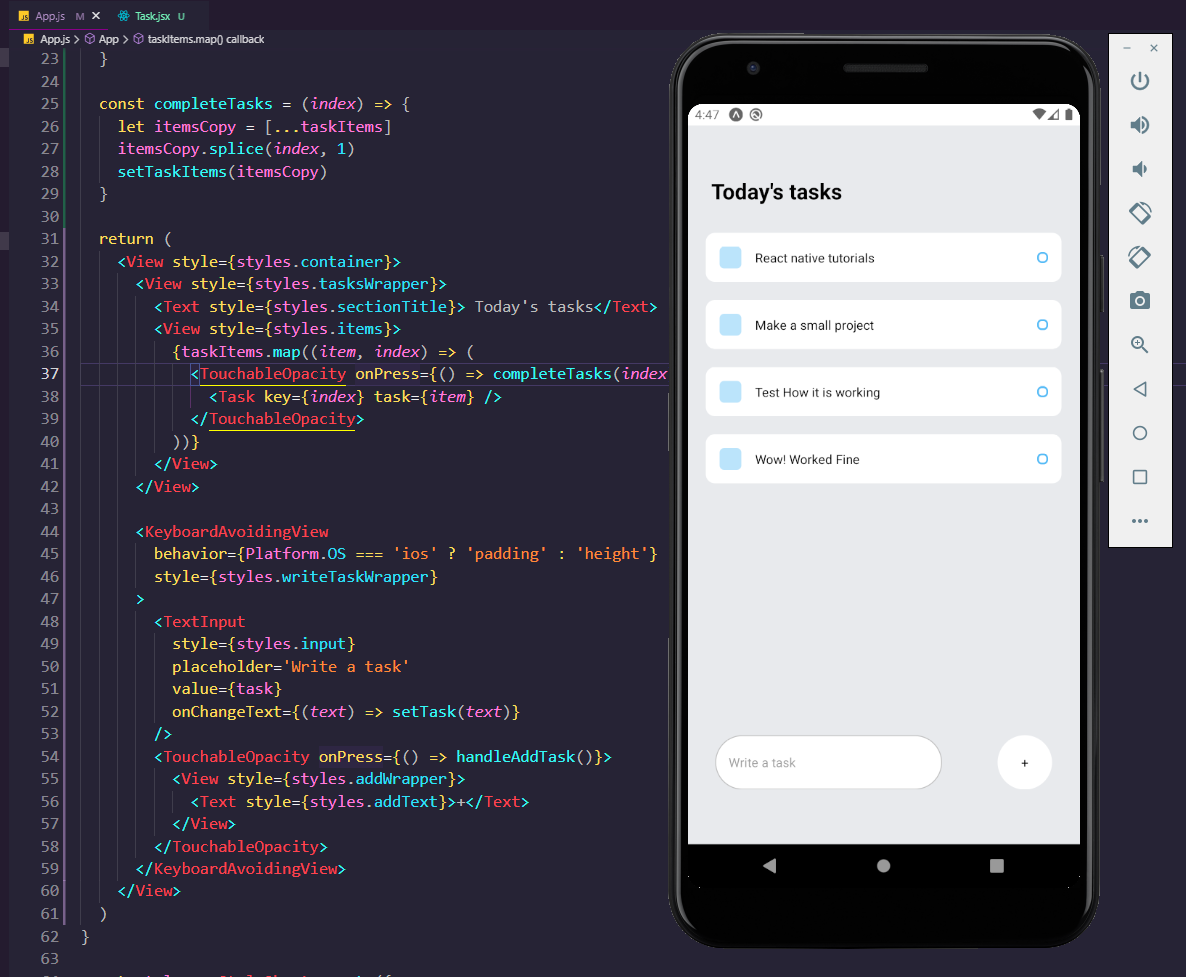 JS App.js M × Task.jsx U
JS App.js > App > taskItems.map() callback
23 }
24
25 const completeTasks = (index) => {
26 let itemsCopy = [...taskItems]
27 itemsCopy.splice(index, 1)
28 setTaskItems(itemsCopy)
29 }
30
31 return (
32 <View style={styles.container}>
33 <View style={styles.tasksWrapper}>
34 <Text style={styles.sectionTitle}> Today's tasks</Text>
35 <View style={styles.items}>
36 {taskItems.map((item, index) => (
37 <TouchableOpacity onPress={() => completeTasks(index
38 <Task key={index} task={item} />
39 </TouchableOpacity>
40 ))}
41 </View>
42 </View>
43
44 <KeyboardAvoidingView
45 behavior={Platform.OS === 'ios' ? 'padding' : 'height'}
46 style={styles.writeTaskWrapper}
47 >
48 <TextInput
49 style={styles.input}
50 placeholder='Write a task'
51 value={task}
52 onChangeText={(text) => setTask(text)}
53 />
54 <TouchableOpacity onPress={() => handleAddTask()}>
55 <View style={styles.addWrapper}>
56 <Text style={styles.addText}>+</Text>
57 </View>
58 </TouchableOpacity>
59 </KeyboardAvoidingView>
60 </View>
61 )
62 }
63
4:47
Today's tasks
React native tutorials
Make a small project
Test How it is working
Wow! Worked Fine
Write a task
+